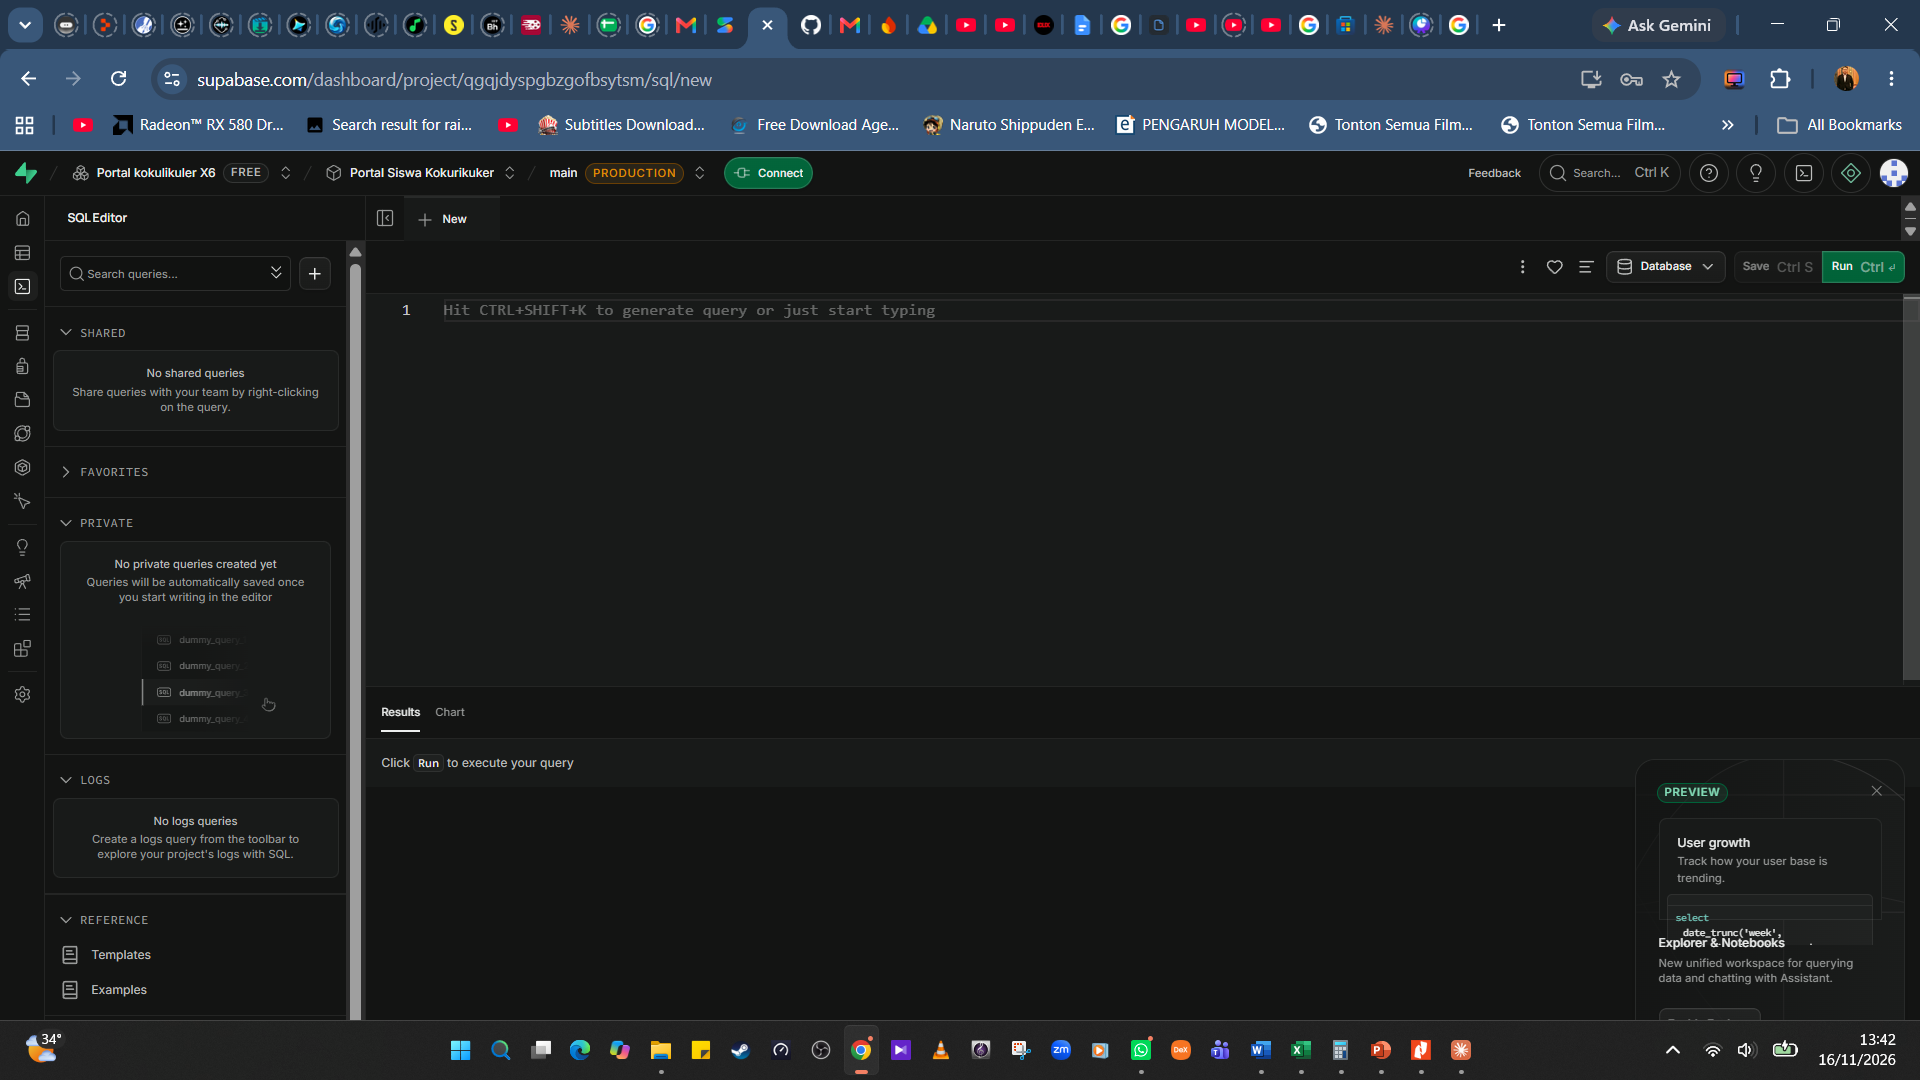 Ask Gemini
supabase.com/dashboard/project/qgqjdyspgbzgofbsytsm/sql/new
Radeon™ RX 580 Dr...
Search result for rai...
Subtitles Download...
Free Download Age...
Naruto Shippuden E...
PENGARUH MODEL...
Tonton Semua Film...
Tonton Semua Film...
All Bookmarks
Portal kokulikuler X6 FREE
Portal Siswa Kokurikuker
main PRODUCTION
Connect
Feedback
Search... Ctrl K
SQL Editor
New
Search queries...
Database
Save Ctrl S
Run Ctrl ↵
1 Hit CTRL+SHIFT+K to generate query or just start typing
SHARED
No shared queries
Share queries with your team by right-clicking
on the query.
FAVORITES
PRIVATE
No private queries created yet
Queries will be automatically saved once
you start writing in the editor
dummy_query_
dummy_query_
dummy_query_
dummy_query_
LOGS
No logs queries
Create a logs query from the toolbar to
explore your project's logs with SQL.
REFERENCE
Templates
Examples
Results Chart
Click Run to execute your query
PREVIEW
User growth
Track how your user base is
trending.
select
date_trunc('week',
Explorer & Notebooks
New unified workspace for querying
data and chatting with Assistant.
34°
13:42
16/11/2026